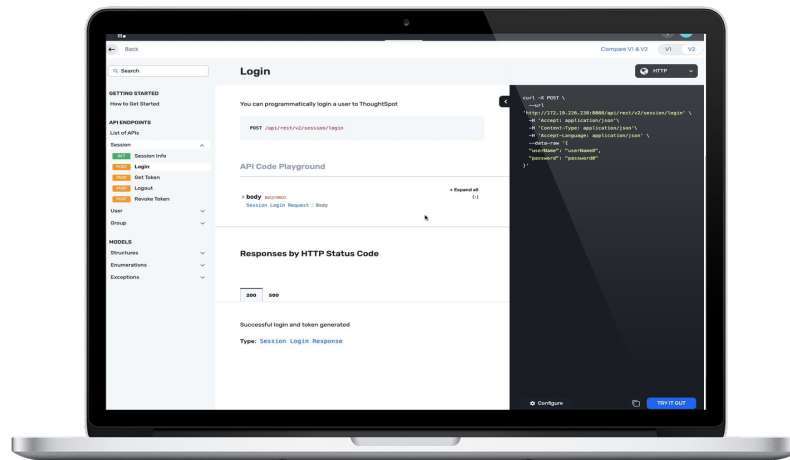 Back
Compare V1 & V2
V1
V2
Search
Login
HTTP
GETTING STARTED
How to Get Started
API ENDPOINTS
List of APIs
Session
GET Session Info
POST Login
POST Get Token
POST Logout
POST Revoke Token
User
Group
MODELS
Structures
Enumerations
Exceptions
You can programmatically login a user to ThoughtSpot
POST /api/rest/v2/session/login
API Code Playground
+ Expand all
body REQUIRED
{-}
Session Login Request : Body
Responses by HTTP Status Code
200 500
Successful login and token generated
Type: Session Login Response
curl -X POST \
--url
'http://172.19.226.230:8088/api/rest/v2/session/login' \
-H 'Accept: application/json'\
-H 'Content-Type: application/json'\
-H 'Accept-Language: application/json' \
--data-raw '{
"userName": "userName0",
"password": "password0"
}'
Configure
TRY IT OUT